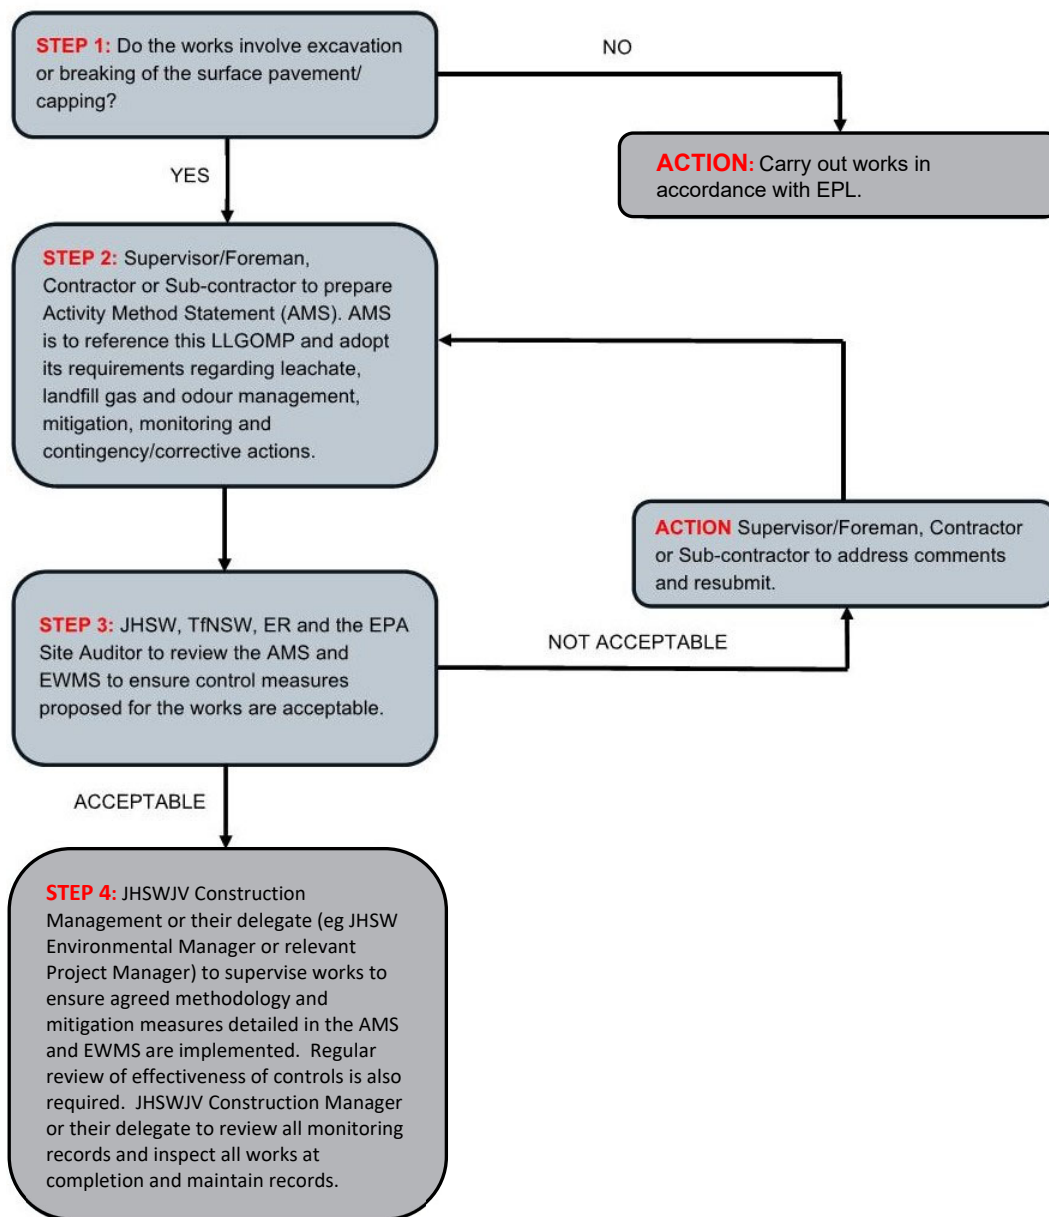 STEP 1: Do the works involve excavation
or breaking of the surface pavement/
capping?
NO
ACTION: Carry out works in
accordance with EPL.
YES
STEP 2: Supervisor/Foreman,
Contractor or Sub-contractor to prepare
Activity Method Statement (AMS). AMS
is to reference this LLGOMP and adopt
its requirements regarding leachate,
landfill gas and odour management,
mitigation, monitoring and
contingency/corrective actions.
ACTION Supervisor/Foreman, Contractor
or Sub-contractor to address comments
and resubmit.
STEP 3: JHSW, TfNSW, ER and the EPA
Site Auditor to review the AMS and
EWMS to ensure control measures
proposed for the works are acceptable.
NOT ACCEPTABLE
ACCEPTABLE
STEP 4: JHSWJV Construction
Management or their delegate (eg JHSW
Environmental Manager or relevant
Project Manager) to supervise works to
ensure agreed methodology and
mitigation measures detailed in the AMS
and EWMS are implemented.  Regular
review of effectiveness of controls is also
required.  JHSWJV Construction Manager
or their delegate to review all monitoring
records and inspect all works at
completion and maintain records.